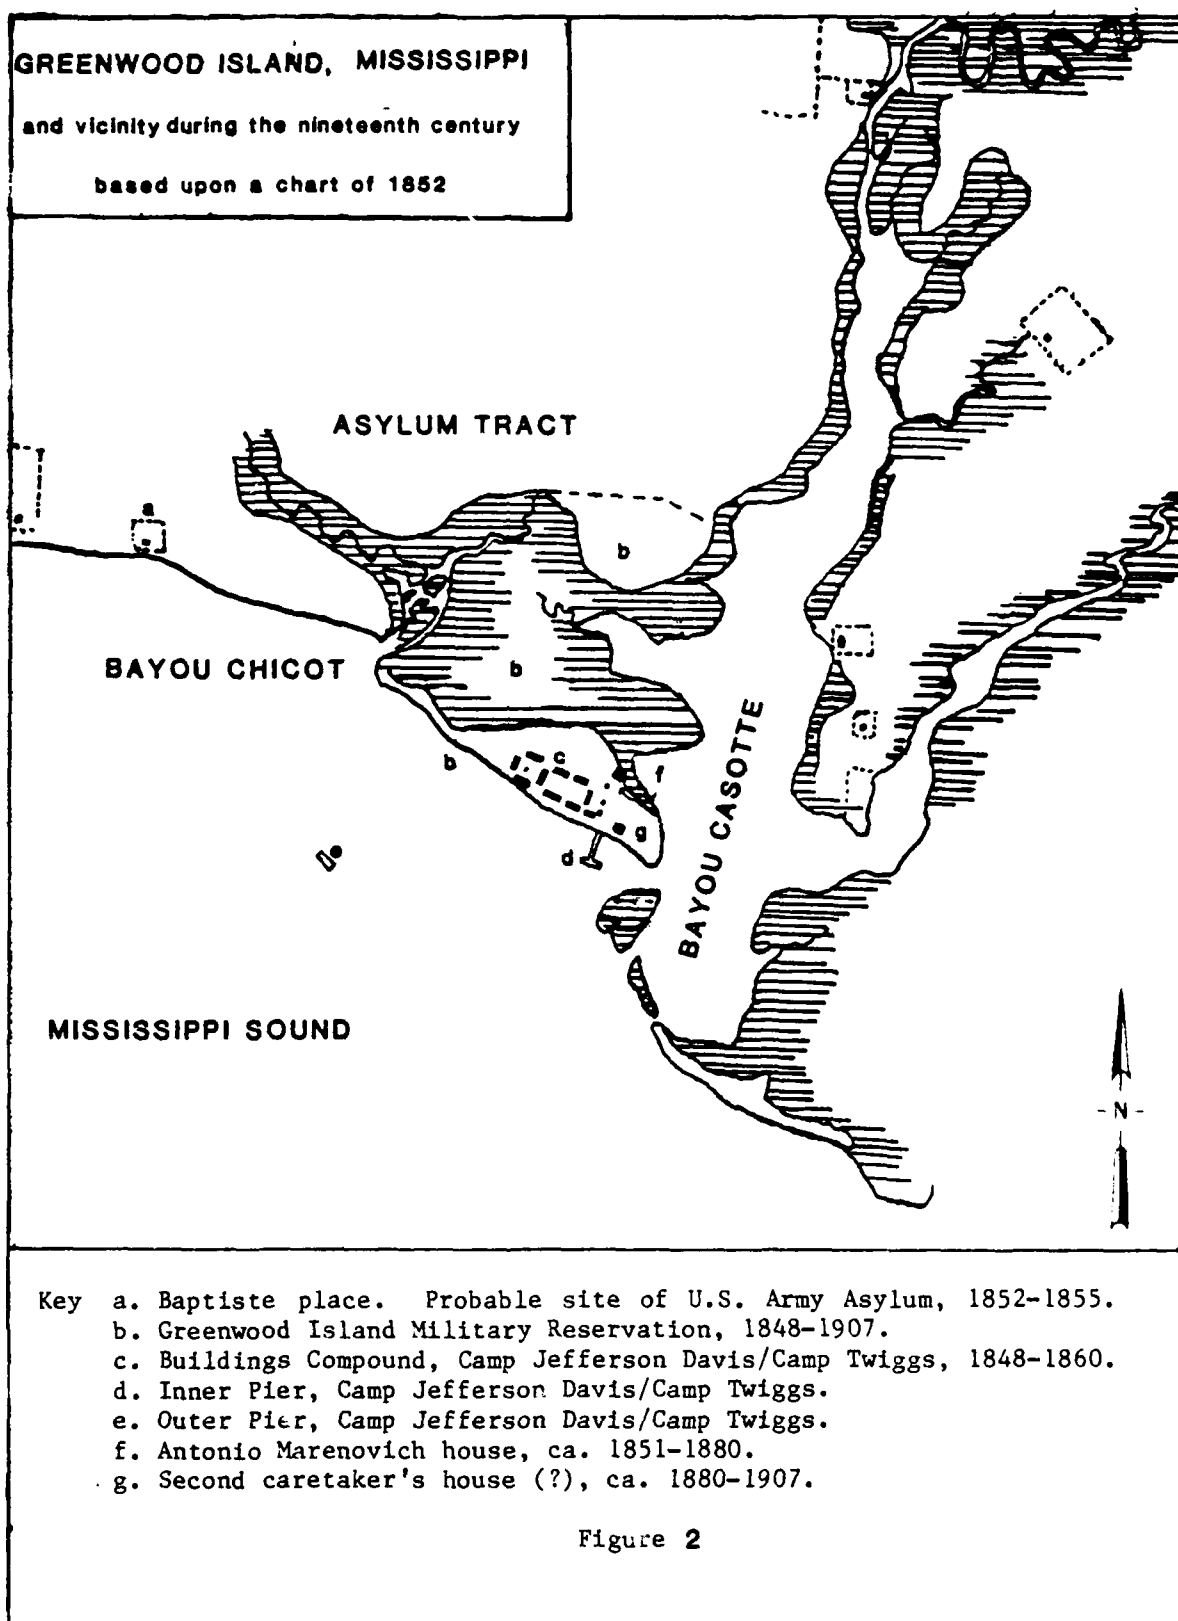 GREENWOOD ISLAND, MISSISSIPPI
and vicinity during the nineteenth century
based upon a chart of 1852
ASYLUM TRACT
a
b
BAYOU CHICOT
b
b
c
f
g
d
e
BAYOU CASOTTE
MISSISSIPPI SOUND
-N-
Key a. Baptiste place. Probable site of U.S. Army Asylum, 1852-1855.
b. Greenwood Island Military Reservation, 1848-1907.
c. Buildings Compound, Camp Jefferson Davis/Camp Twiggs, 1848-1860.
d. Inner Pier, Camp Jefferson Davis/Camp Twiggs.
e. Outer Pier, Camp Jefferson Davis/Camp Twiggs.
f. Antonio Marenovich house, ca. 1851-1880.
g. Second caretaker's house (?), ca. 1880-1907.
Figure 2